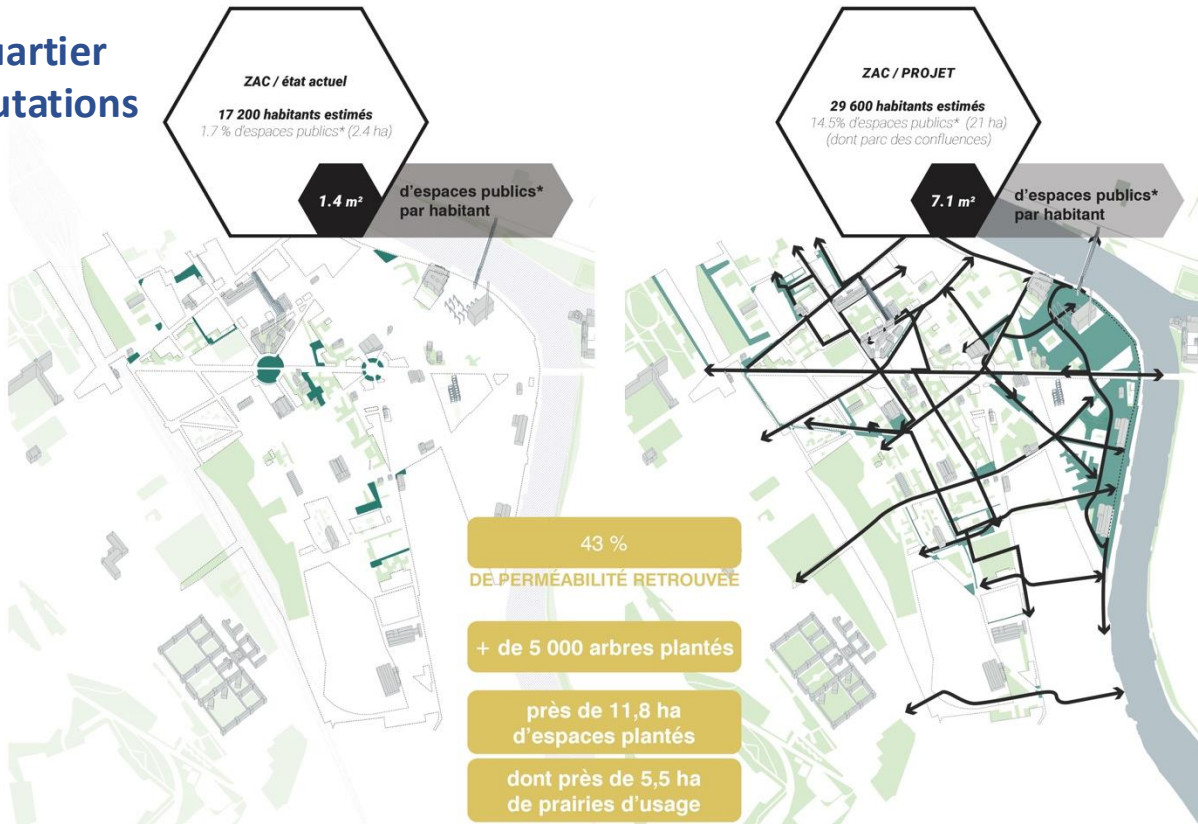 uartier
utations
ZAC / état actuel
17 200 habitants estimés
1.7 % d'espaces publics* (2.4 ha)
1.4 m²
d'espaces publics*
par habitant
ZAC / PROJET
29 600 habitants estimés
14.5% d'espaces publics* (21 ha)
(dont parc des confluences)
7.1 m²
d'espaces publics*
par habitant
43 %
DE PERMÉABILITÉ RETROUVEE
+ de 5 000 arbres plantés
près de 11,8 ha
d'espaces plantés
dont près de 5,5 ha
de prairies d'usage